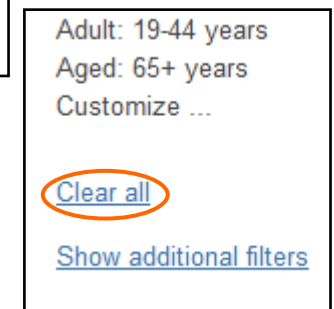 Adult: 19-44 years
Aged: 65+ years
Customize ...
Clear all
Show additional filters